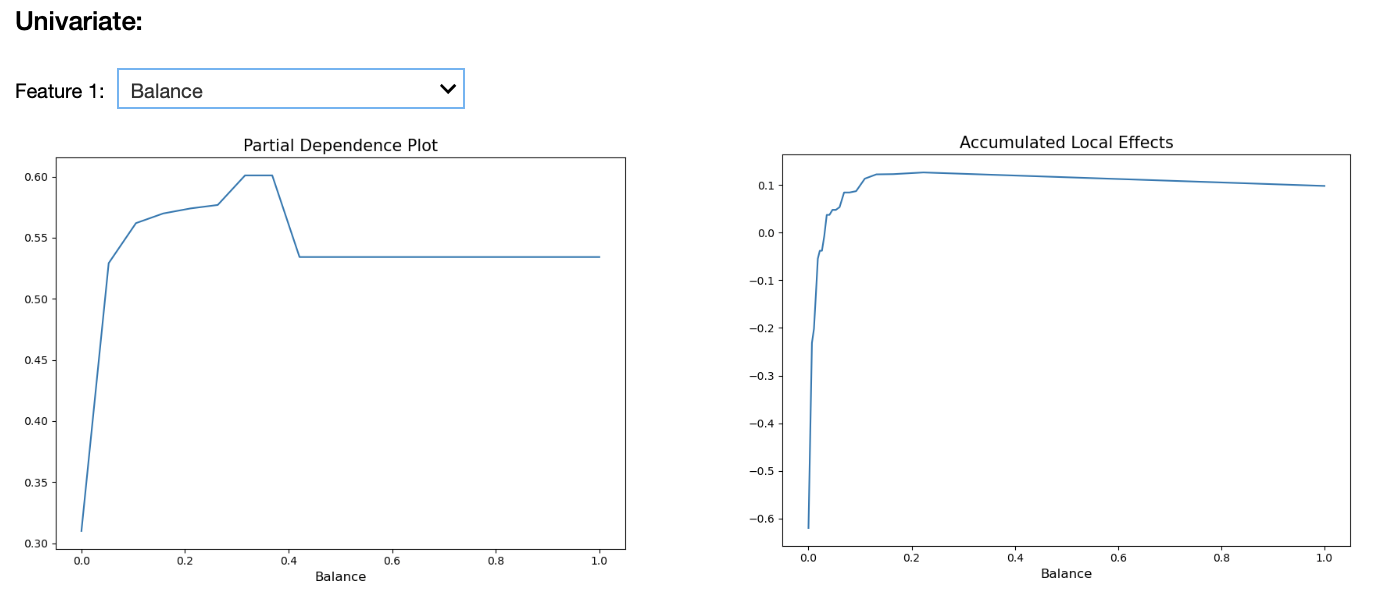 Univariate:
Feature 1: Balance
Partial Dependence Plot
0.60
0.55
0.50
0.45
0.40
0.35
0.30
0.0 0.2 0.4 0.6 0.8 1.0
Balance
Accumulated Local Effects
0.1
0.0
−0.1
−0.2
−0.3
−0.4
−0.5
−0.6
0.0 0.2 0.4 0.6 0.8 1.0
Balance